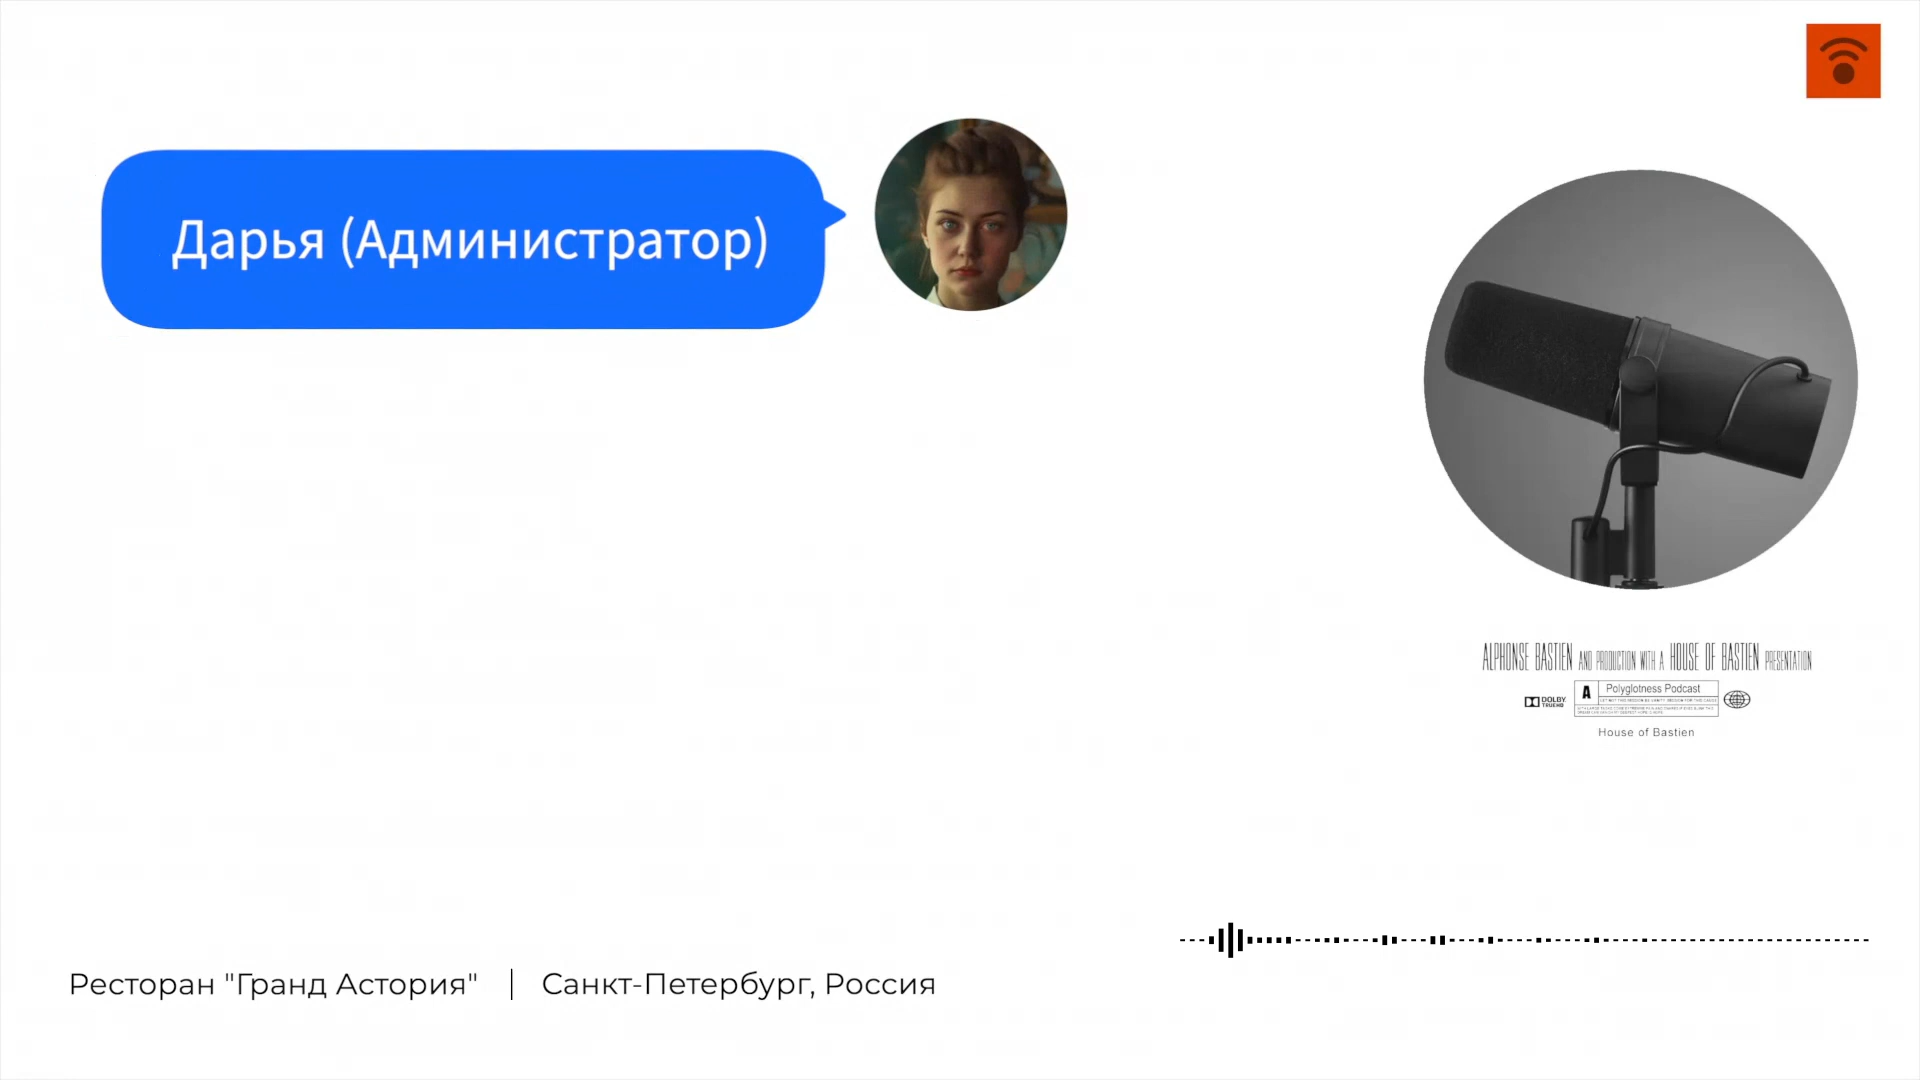 Дарья (Администратор)
ALPHONSE BASTIEN AND PRODUCTION WITH A HOUSE OF BASTIEN PRESENTATION
DOLBY
TRUEHD
A
Polyglotness Podcast
House of Bastien
Ресторан "Гранд Астория" | Санкт-Петербург, Россия